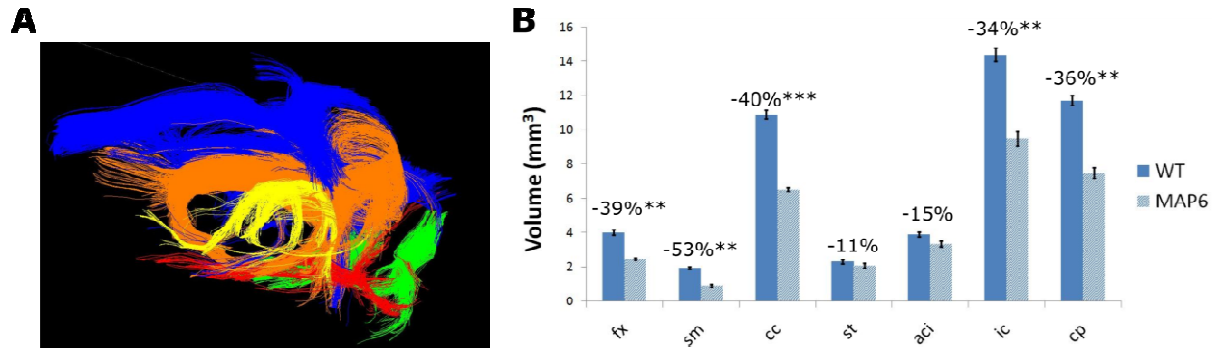 A
B
Volume (mm³)
16
14
12
10
8
6
4
2
0
-39%**
-53%**
-40%***
-11%
-15%
-34%**
-36%**
fx
sm
cc
st
aci
ic
cp
WT
MAP6